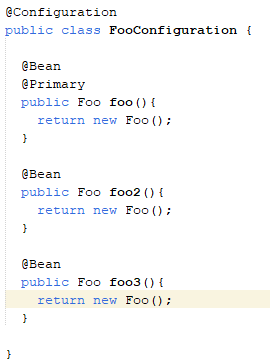 @Configuration
public class FooConfiguration {
@Bean
@Primary
public Foo foo(){
return new Foo();
}
@Bean
public Foo foo2(){
return new Foo();
}
@Bean
public Foo foo3(){
return new Foo();
}
}